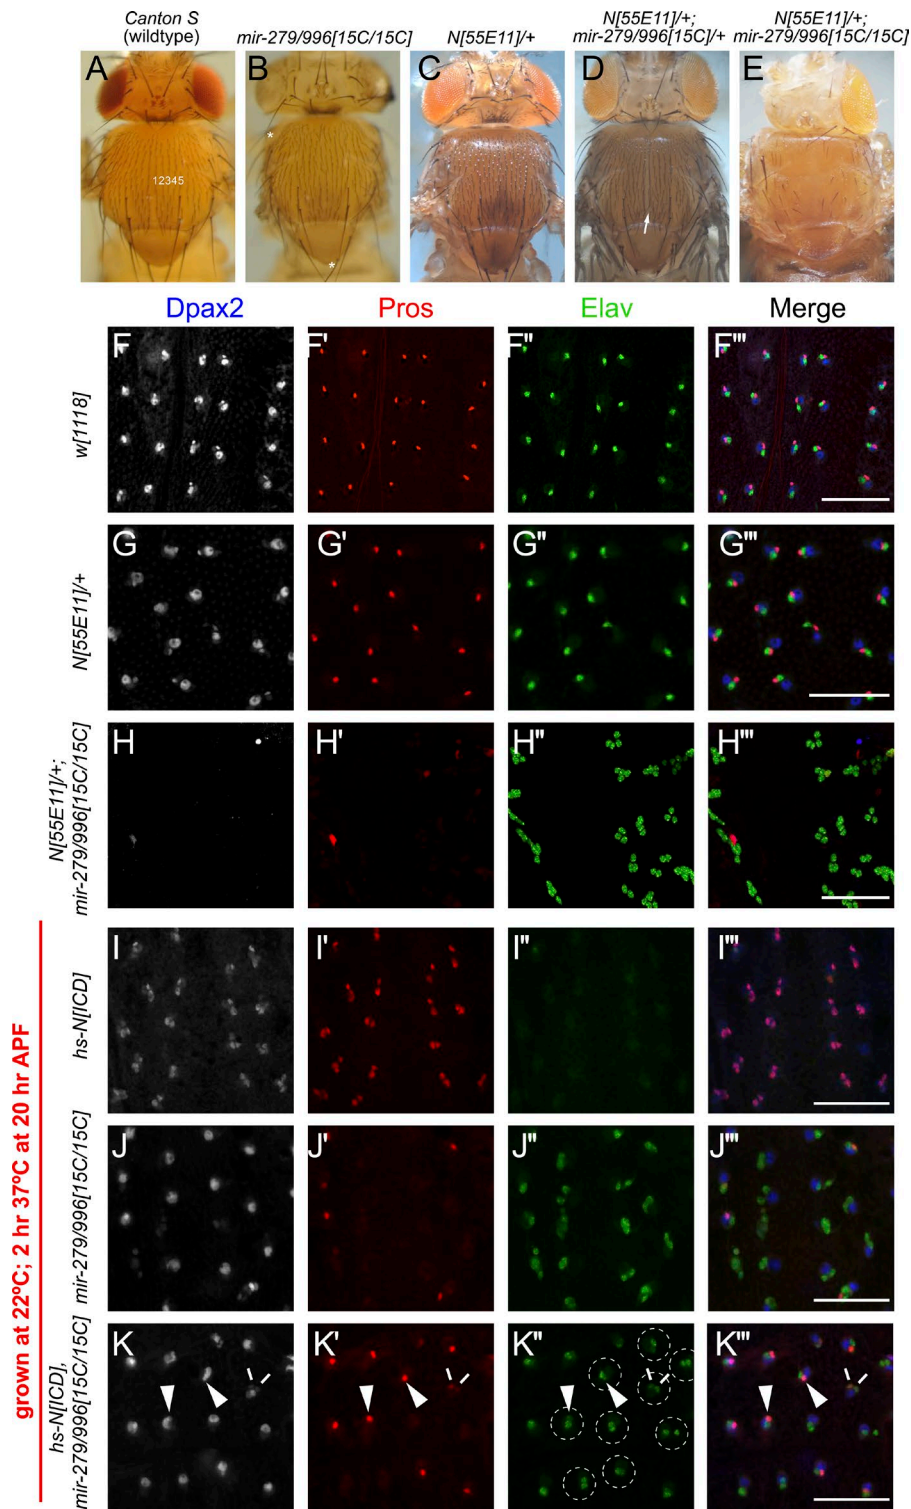 Canton S
(wildtype)
mir-279/996[15C/15C]
N[55E11]/+
N[55E11]/+;
mir-279/996[15C]/+
N[55E11]/+;
mir-279/996[15C/15C]
A
B
C
D
E
*
12345
*
Dpax2
Pros
Elav
Merge
w[1118]
F
F'
F"
F'"
N[55E11]/+
G
G'
G"
G'"
N[55E11]/+;
mir-279/996[15C/15C]
H
H'
H"
H'"
grown at 22ºC; 2 hr 37ºC at 20 hr APF
hs-N[ICD]
I
I'
I"
I'"
mir-279/996[15C/15C]
J
J'
J"
J'"
hs-N[ICD],
mir-279/996[15C/15C]
K
K'
K"
K'"